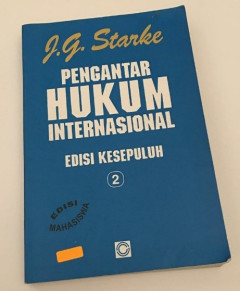 J.G. Starke
PENGANTAR
HUKUM
INTERNASIONAL
EDISI KESEPULUH
2
EDISI
MAHASISWA